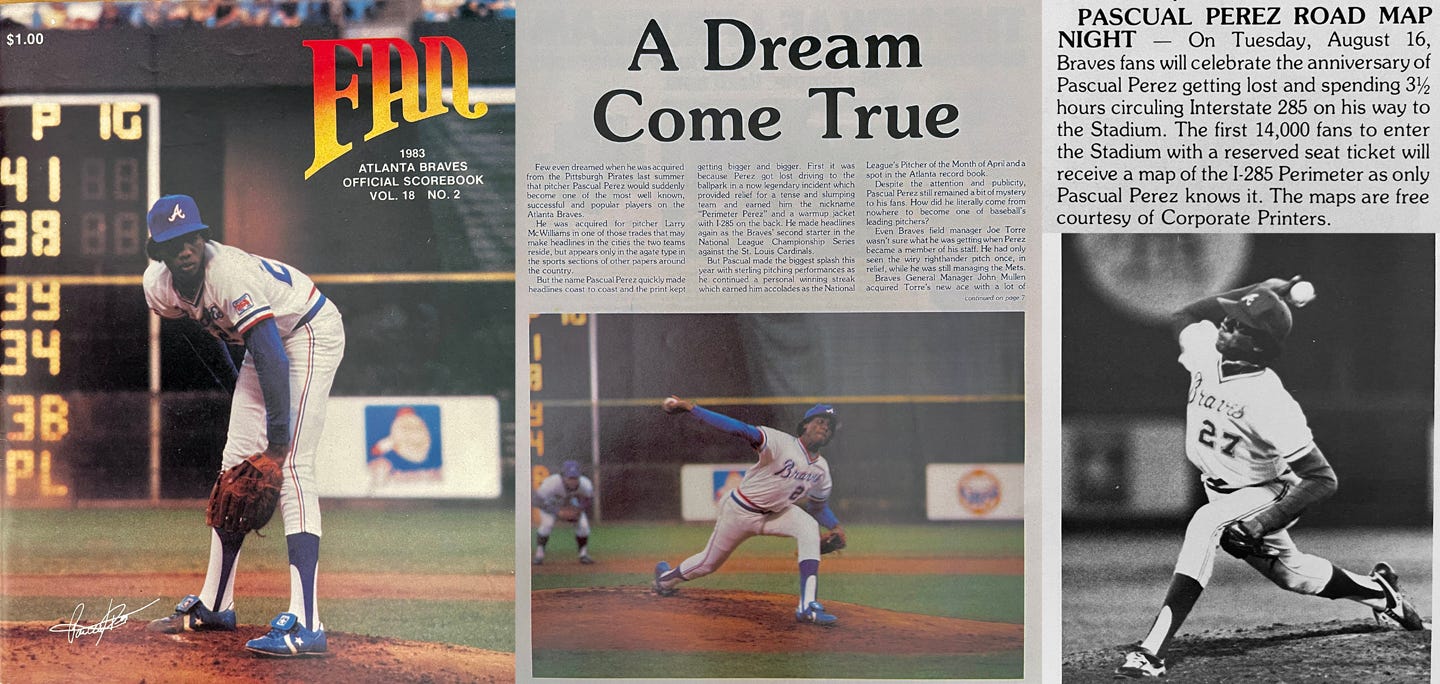 $1.00
FAN
1983
ATLANTA BRAVES
OFFICIAL SCOREBOOK
VOL. 18 NO. 2
P 1G
41
38
39
34
3B
PL
A
A Dream
Come True
Few even dreamed when he was acquired
from the Pittsburgh Pirates last summer
that pitcher Pascual Perez would suddenly
become one of the most well known,
successful and popular players on the
Atlanta Braves.
He was acquired for pitcher Larry
McWilliams in one of those trades that may
make headlines in the cities the two teams
reside, but appears only in the agate type in
the sports sections of other papers around
the country.
But the name Pascual Perez quickly made
headlines coast to coast and the print kept
getting bigger and bigger. First it was
because Perez got lost driving to the
ballpark in a now legendary incident which
provided relief for a tense and slumping
team and earned him the nickname
"Perimeter Perez" and a warmup jacket
with I-285 on the back. He made headlines
again as the Braves' second starter in the
National League Championship Series
against the St. Louis Cardinals.
But Pascual made the biggest splash this
year with sterling pitching performances as
he continued a personal winning streak
which earned him accolades as the National
League's Pitcher of the Month of April and a
spot in the Atlanta record book.
Despite the attention and publicity,
Pascual Perez still remained a bit of mystery
to his fans. How did he literally come from
nowhere to become one of baseball's
leading pitchers?
Even Braves field manager Joe Torre
wasn't sure what he was getting when Perez
became a member of his staff. He had only
seen the wiry righthander pitch once, in
relief, while he was still managing the Mets.
Braves General Manager John Mullen
acquired Torre's new ace with a lot of
continued on page 7
Braves
2
PASCUAL PEREZ ROAD MAP
NIGHT — On Tuesday, August 16,
Braves fans will celebrate the anniversary of
Pascual Perez getting lost and spending 3½
hours circuling Interstate 285 on his way to
the Stadium. The first 14,000 fans to enter
the Stadium with a reserved seat ticket will
receive a map of the I-285 Perimeter as only
Pascual Perez knows it. The maps are free
courtesy of Corporate Printers.
Braves
27